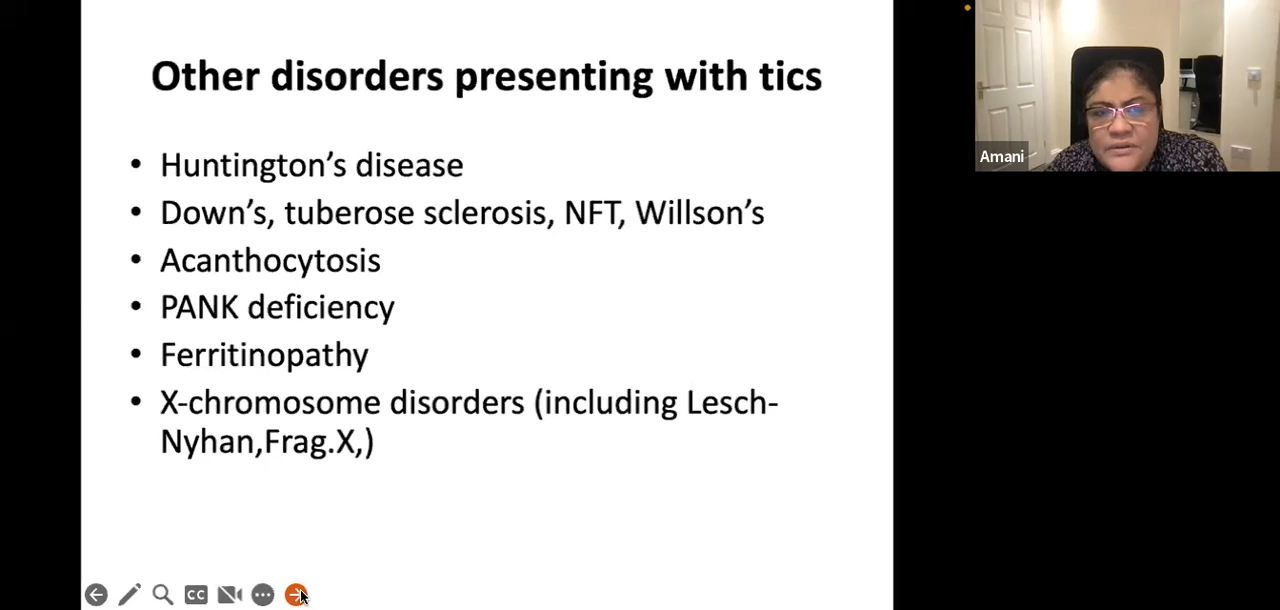 Other disorders presenting with tics
• Huntington’s disease
• Down’s, tuberose sclerosis, NFT, Willson’s
• Acanthocytosis
• PANK deficiency
• Ferritinopathy
• X-chromosome disorders (including Lesch-
Nyhan,Frag.X,)
CC
Amani